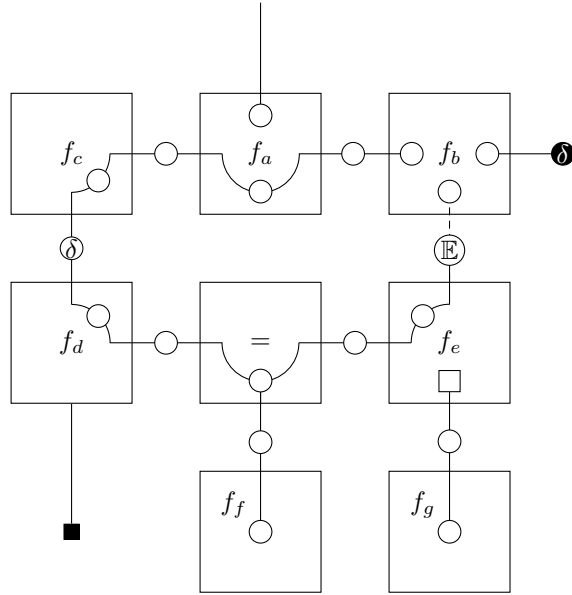 f_c f_a f_b δ
δ 𝔼
f_d = f_e
f_f f_g